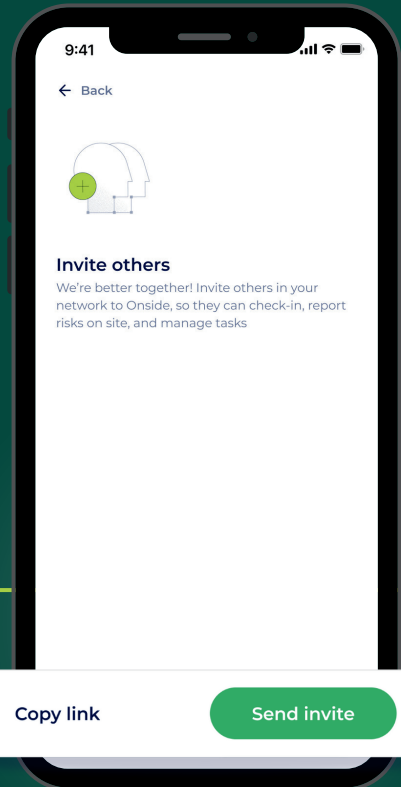 9:41
Back
Invite others
We're better together! Invite others in your
network to Onside, so they can check-in, report
risks on site, and manage tasks
Copy link
Send invite